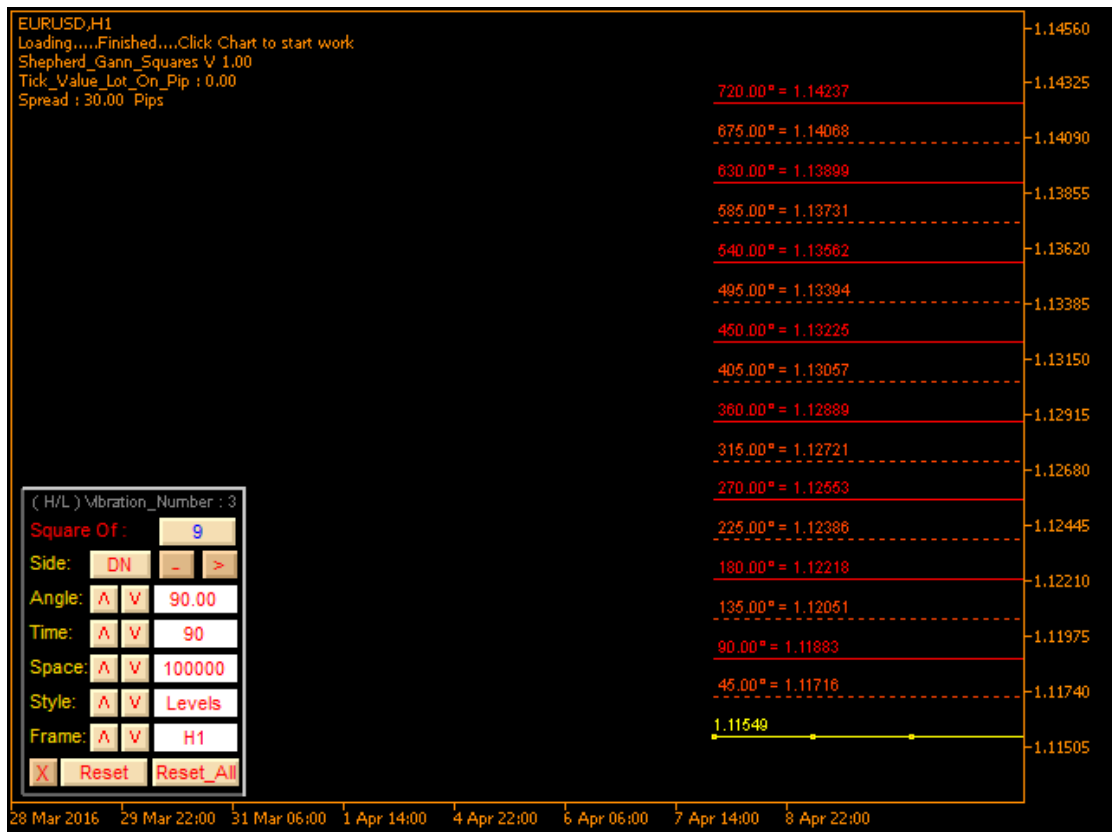 EURUSD,H1
Loading.....Finished....Click Chart to start work
Shepherd_Gann_Squares V 1.00
Tick_Value_Lot_On_Pip : 0.00
Spread : 30.00 Pips
1.14560
1.14325
1.14090
1.13855
1.13620
1.13385
1.13150
1.12915
1.12680
1.12445
1.12210
1.11975
1.11740
1.11505
720.00° = 1.14237
675.00° = 1.14068
630.00° = 1.13899
585.00° = 1.13731
540.00° = 1.13562
495.00° = 1.13394
450.00° = 1.13225
405.00° = 1.13057
360.00° = 1.12889
315.00° = 1.12721
270.00° = 1.12553
225.00° = 1.12386
180.00° = 1.12218
135.00° = 1.12051
90.00° = 1.11883
45.00° = 1.11716
1.11549
( H/L ) Vibration_Number : 3
Square Of : 9
Side: DN - >
Angle: Λ V 90.00
Time: Λ V 90
Space: Λ V 100000
Style: Λ V Levels
Frame: Λ V H1
X Reset Reset_All
28 Mar 2016 29 Mar 22:00 31 Mar 06:00 1 Apr 14:00 4 Apr 22:00 6 Apr 06:00 7 Apr 14:00 8 Apr 22:00